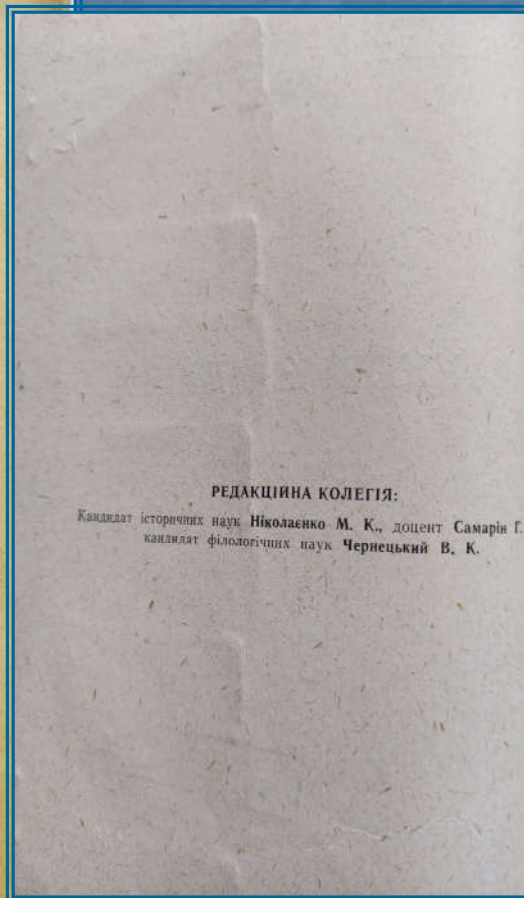 РЕДАКЦІЙНА КОЛЕГІЯ:
Кандидат історичних наук Ніколаєнко М. К., доцент Самарін Г.
кандидат філологічних наук Чернецький В. К.